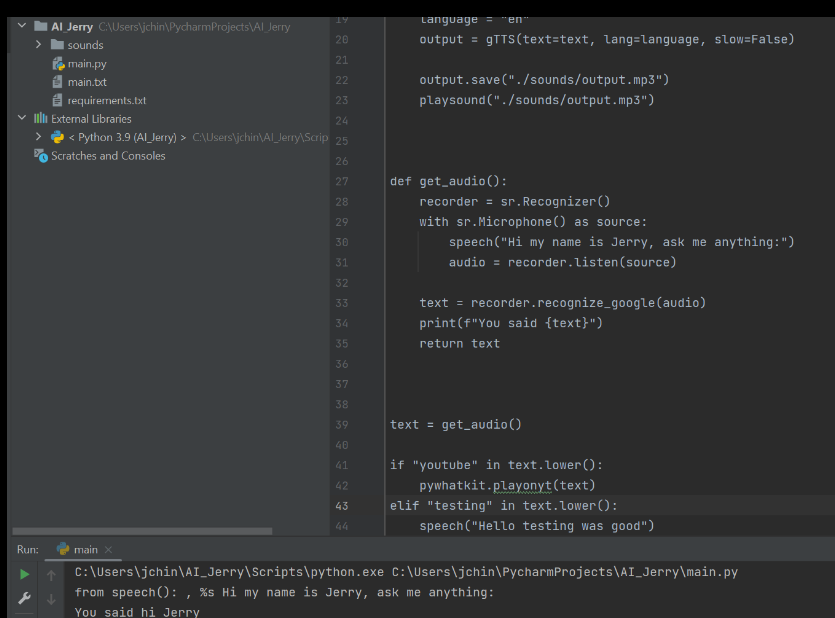 AI_Jerry C:\Users\jchin\PycharmProjects\AI_Jerry
sounds
main.py
main.txt
requirements.txt
External Libraries
< Python 3.9 (AI_Jerry) > C:\Users\jchin\AI_Jerry\Scrip
Scratches and Consoles
19 language = "en"
20 output = gTTS(text=text, lang=language, slow=False)
21
22 output.save("./sounds/output.mp3")
23 playsound("./sounds/output.mp3")
24
25
26
27 def get_audio():
28 recorder = sr.Recognizer()
29 with sr.Microphone() as source:
30 speech("Hi my name is Jerry, ask me anything:")
31 audio = recorder.listen(source)
32
33 text = recorder.recognize_google(audio)
34 print(f"You said {text}")
35 return text
36
37
38
39 text = get_audio()
40
41 if "youtube" in text.lower():
42 pywhatkit.playonyt(text)
43 elif "testing" in text.lower():
44 speech("Hello testing was good")
Run: main
C:\Users\jchin\AI_Jerry\Scripts\python.exe C:\Users\jchin\PycharmProjects\AI_Jerry\main.py
from speech(): , %s Hi my name is Jerry, ask me anything:
You said hi Jerry